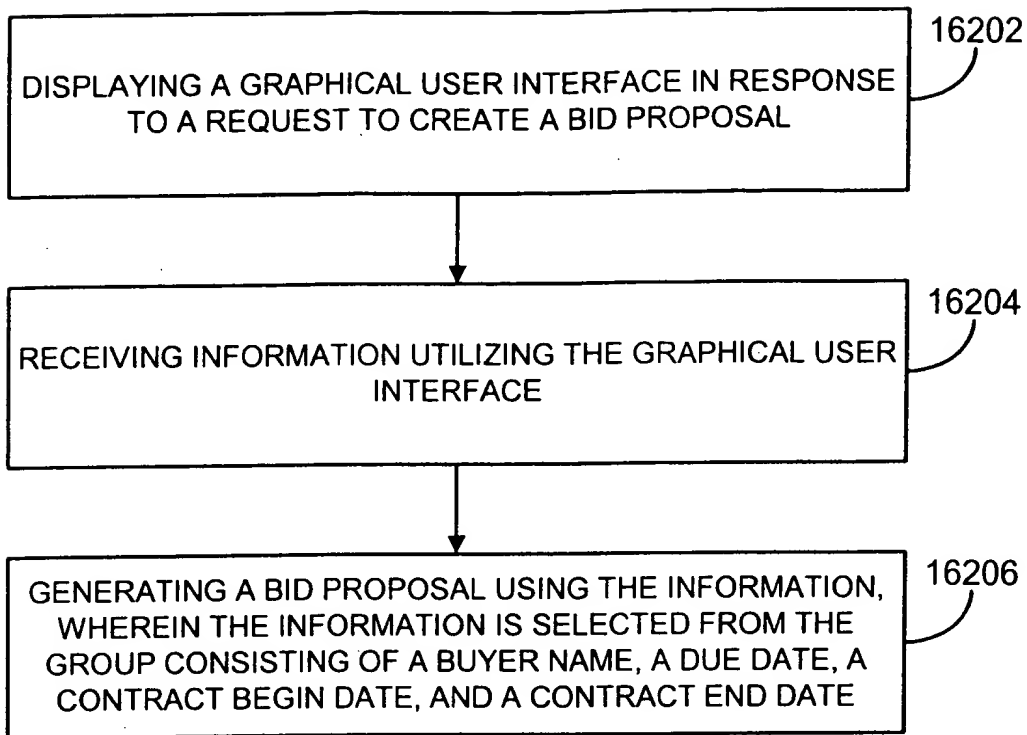 16202
DISPLAYING A GRAPHICAL USER INTERFACE IN RESPONSE
TO A REQUEST TO CREATE A BID PROPOSAL
16204
RECEIVING INFORMATION UTILIZING THE GRAPHICAL USER
INTERFACE
16206
GENERATING A BID PROPOSAL USING THE INFORMATION,
WHEREIN THE INFORMATION IS SELECTED FROM THE
GROUP CONSISTING OF A BUYER NAME, A DUE DATE, A
CONTRACT BEGIN DATE, AND A CONTRACT END DATE